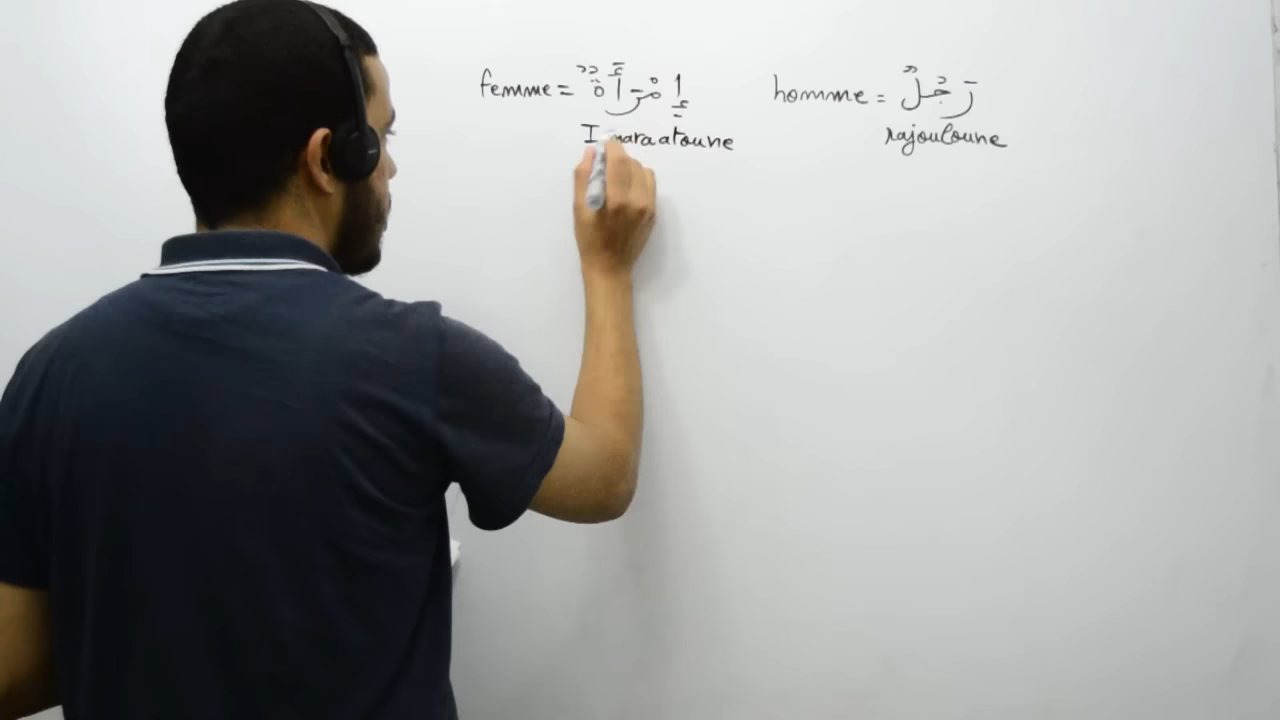 femme = إِمْرَأَةٌ homme = رَجُلٌ
rajouloune